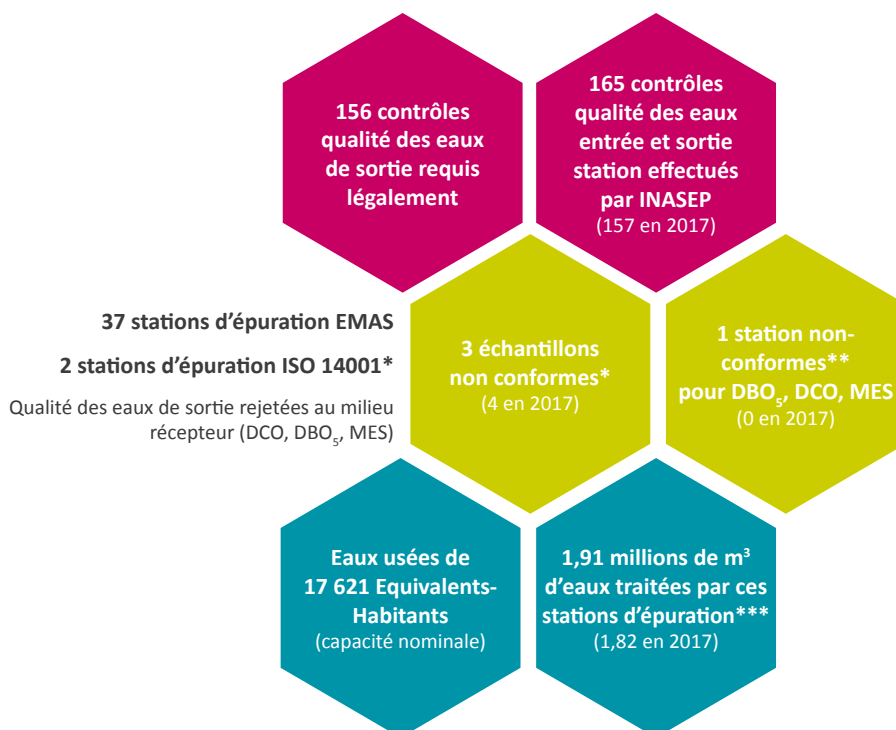 156 contrôles
qualité des eaux
de sortie requis
légalement
165 contrôles
qualité des eaux
entrée et sortie
station effectués
par INASEP
(157 en 2017)
37 stations d'épuration EMAS
2 stations d'épuration ISO 14001*
Qualité des eaux de sortie rejetées au milieu
récepteur (DCO, DBO₅, MES)
3 échantillons
non conformes*
(4 en 2017)
1 station non-
conformes**
pour DBO₅, DCO, MES
(0 en 2017)
Eaux usées de
17 621 Equivalents-
Habitants
(capacité nominale)
1,91 millions de m³
d'eaux traitées par ces
stations d'épuration***
(1,82 en 2017)